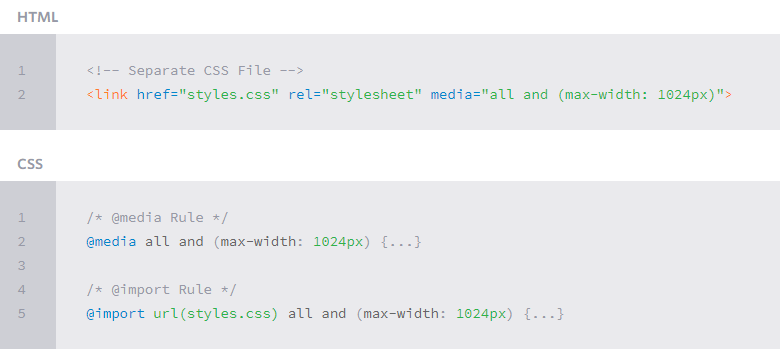 HTML
1 <!-- Separate CSS File -->
2 <link href="styles.css" rel="stylesheet" media="all and (max-width: 1024px)">
CSS
1 /* @media Rule */
2 @media all and (max-width: 1024px) {...}
3
4 /* @import Rule */
5 @import url(styles.css) all and (max-width: 1024px) {...}